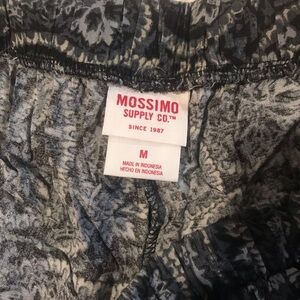 MOSSIMO
SUPPLY CO.™
SINCE 1987
M
MADE IN INDONESIA
HECHO EN INDONESIA